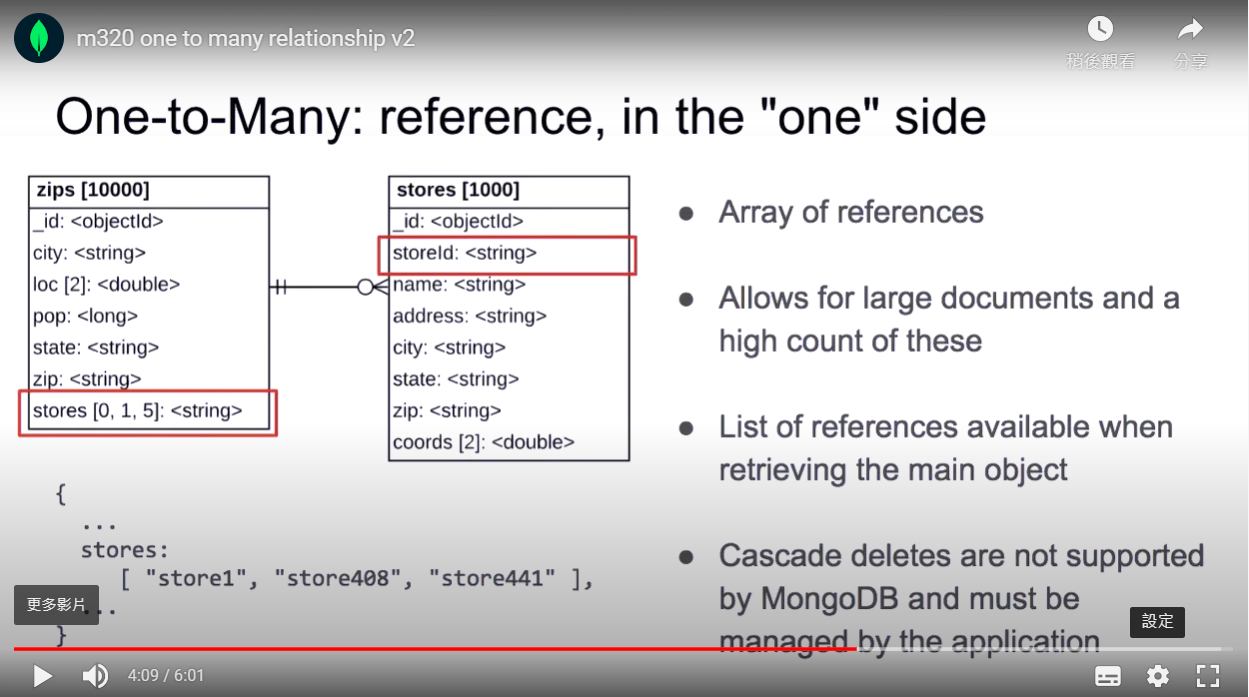 m320 one to many relationship v2
稍後觀看
分享
One-to-Many: reference, in the "one" side
zips [10000]
_id: <objectId>
city: <string>
loc [2]: <double>
pop: <long>
state: <string>
zip: <string>
stores [0, 1, 5]: <string>
stores [1000]
_id: <objectId>
storeId: <string>
name: <string>
address: <string>
city: <string>
state: <string>
zip: <string>
coords [2]: <double>
● Array of references
● Allows for large documents and a
high count of these
● List of references available when
retrieving the main object
● Cascade deletes are not supported
by MongoDB and must be
managed by the application
{
...
stores:
[ "store1", "store408", "store441" ],
...
}
更多影片
設定
4:09 / 6:01